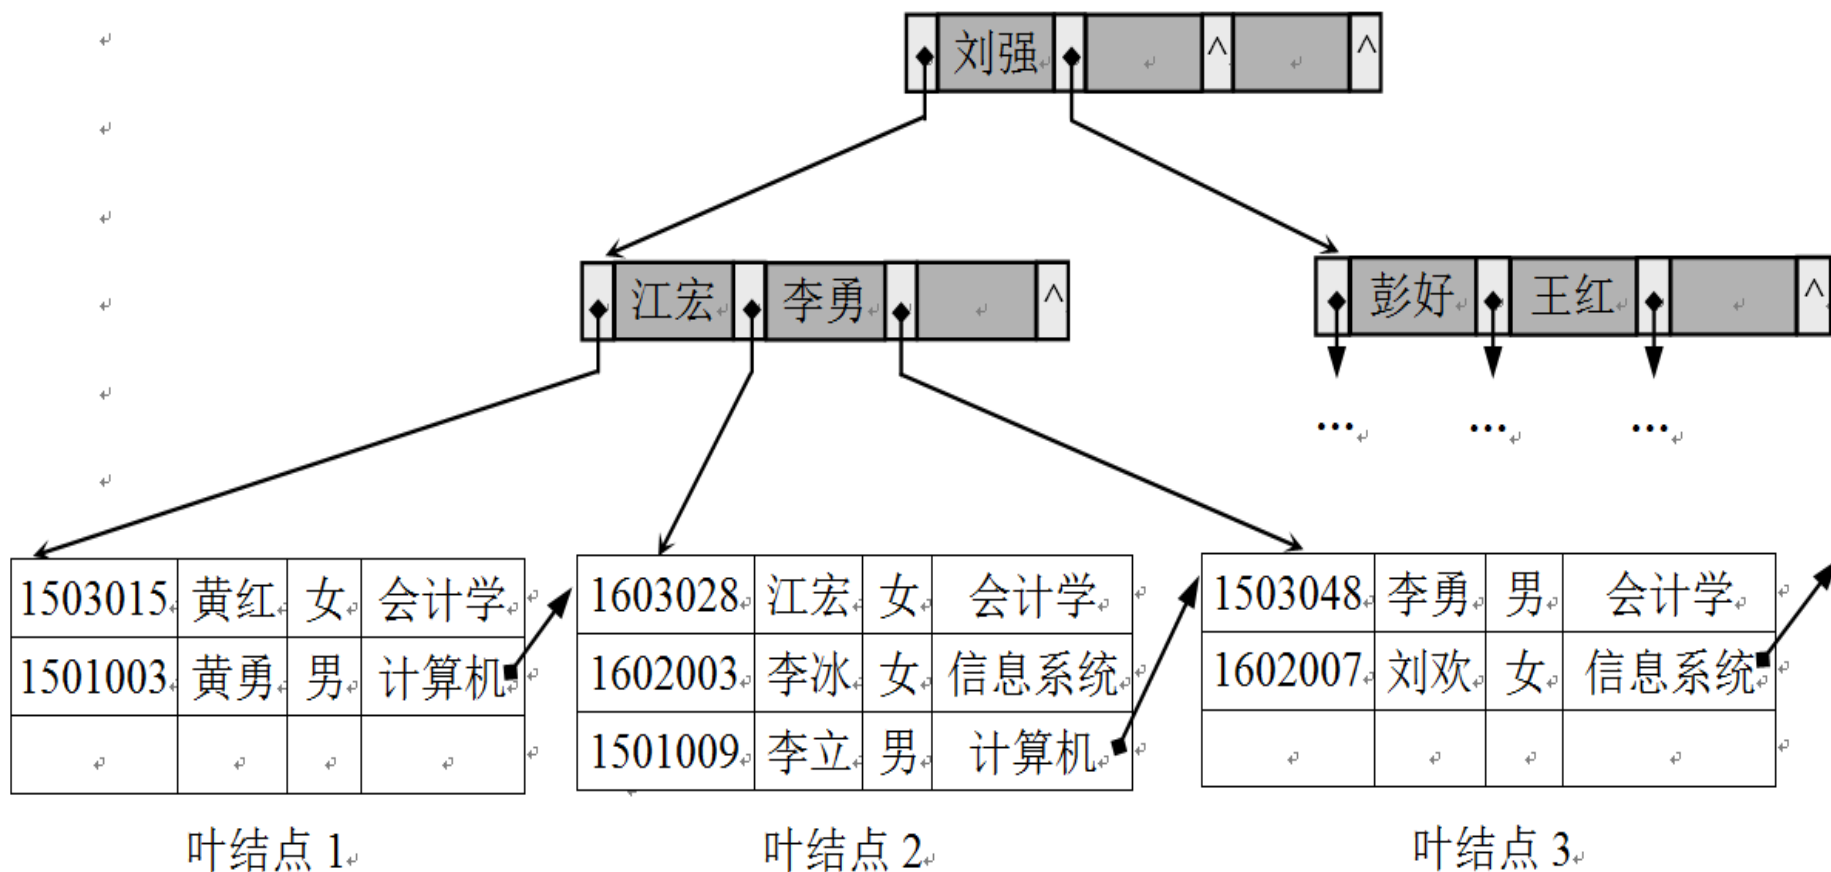 刘强 ^ ^
江宏 李勇 ^
彭好 王红 ^
... ... ...
1503015 黄红 女 会计学
1501003 黄勇 男 计算机
1603028 江宏 女 会计学
1602003 李冰 女 信息系统
1501009 李立 男 计算机
1503048 李勇 男 会计学
1602007 刘欢 女 信息系统
叶结点 1
叶结点 2
叶结点 3